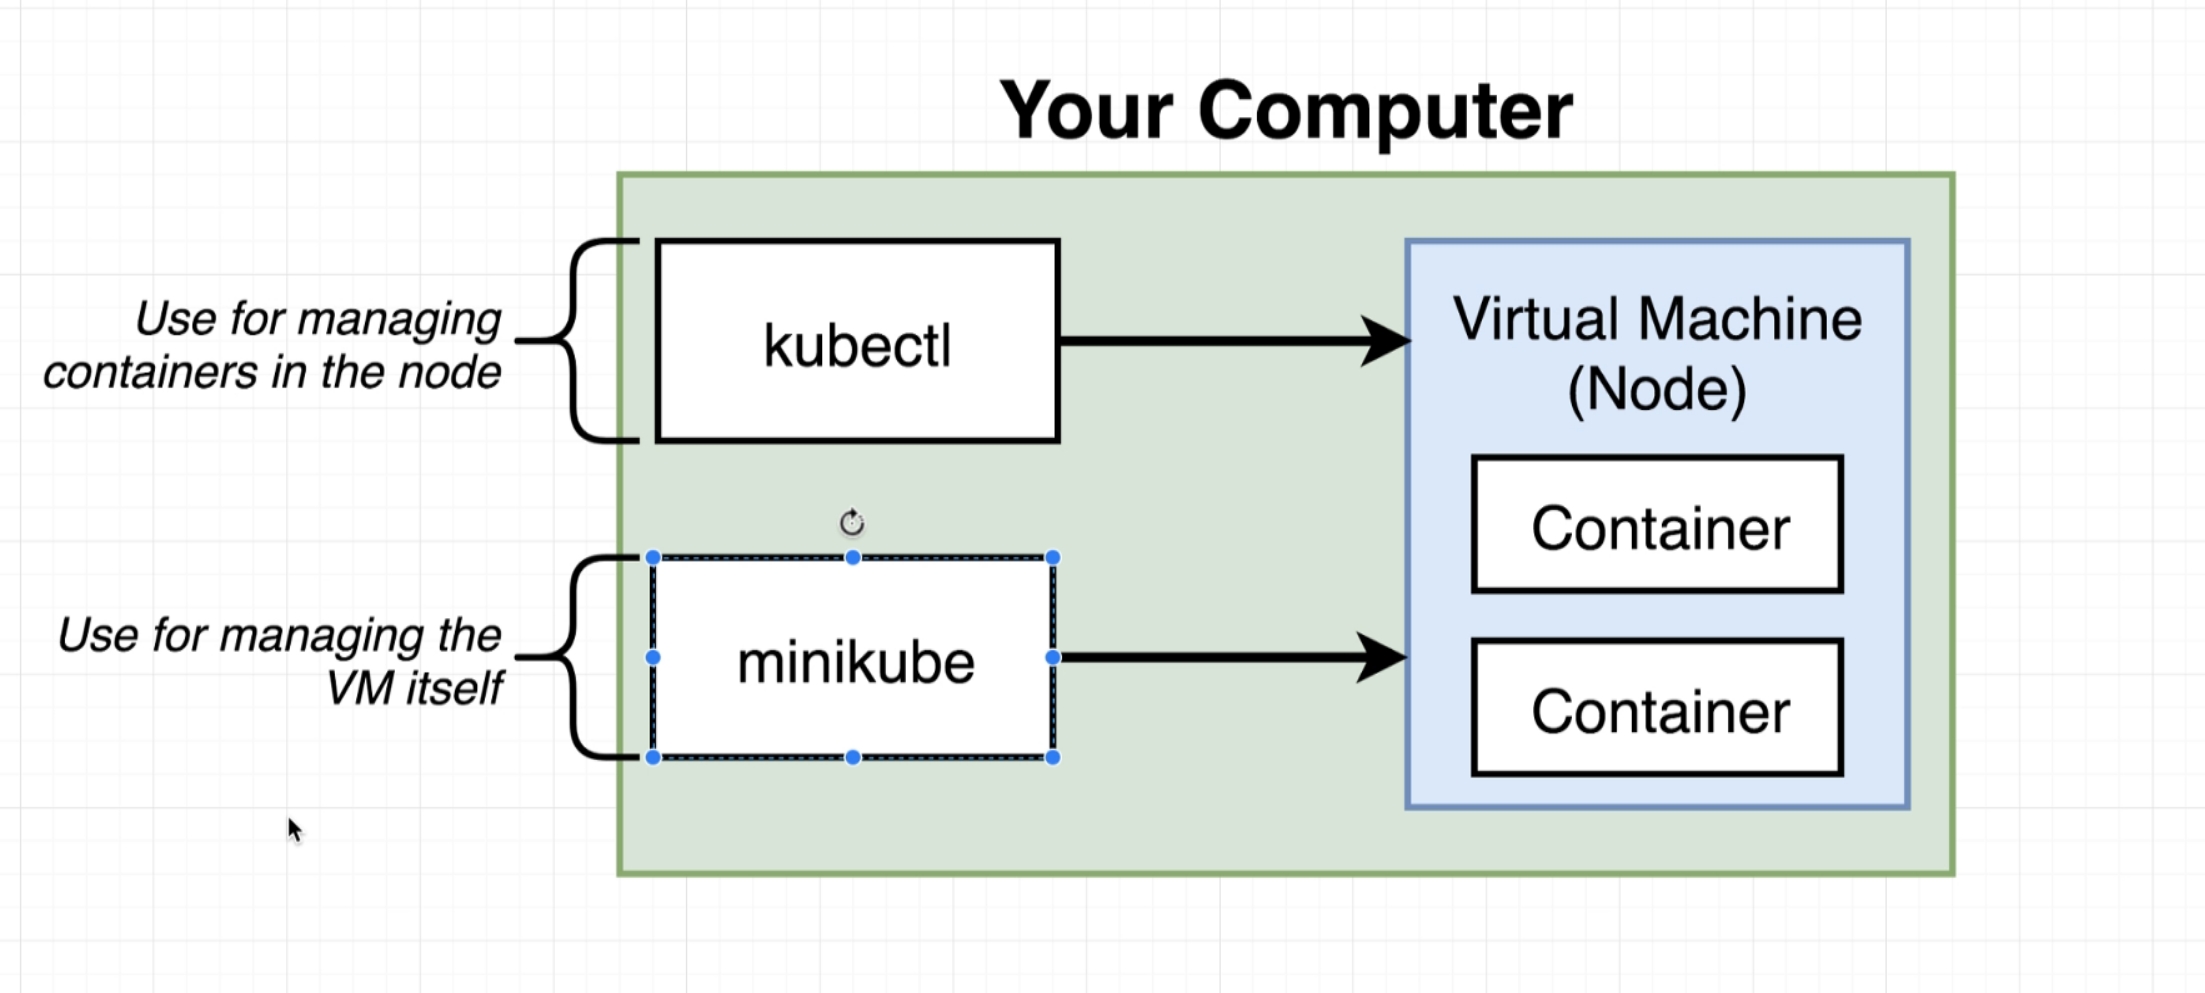 Your Computer
Use for managing
containers in the node
kubectl
Virtual Machine
(Node)
Container
Use for managing the
VM itself
minikube
Container